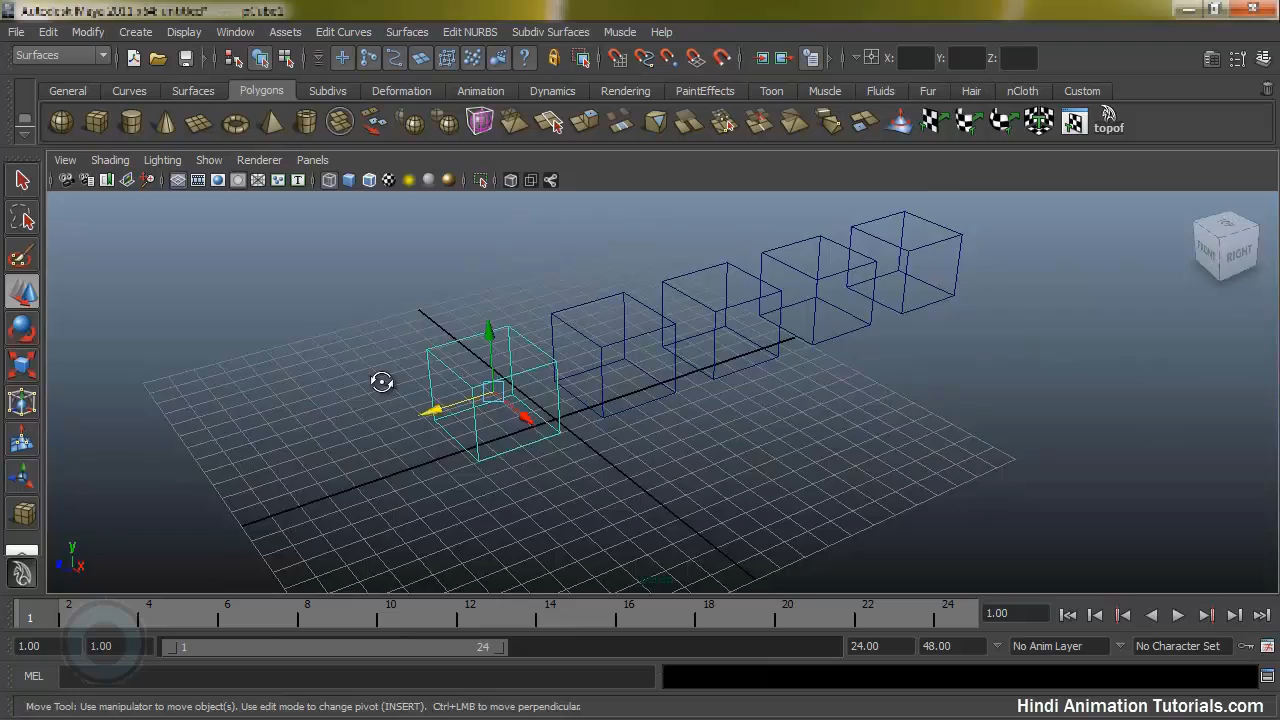 Autodesk Maya 2011 x64: untitled* --- pCube1
File Edit Modify Create Display Window Assets Edit Curves Surfaces Edit NURBS Subdiv Surfaces Muscle Help
Surfaces X: Y: Z:
General Curves Surfaces Polygons Subdivs Deformation Animation Dynamics Rendering PaintEffects Toon Muscle Fluids Fur Hair nCloth Custom
topof
View Shading Lighting Show Renderer Panels
FRONT RIGHT
y
x
1 2 4 6 8 10 12 14 16 18 20 22 24 1.00
1.00 1.00 1 24 24.00 48.00 No Anim Layer No Character Set
MEL
Move Tool: Use manipulator to move object(s). Use edit mode to change pivot (INSERT). Ctrl+LMB to move perpendicular.
Hindi Animation Tutorials.com